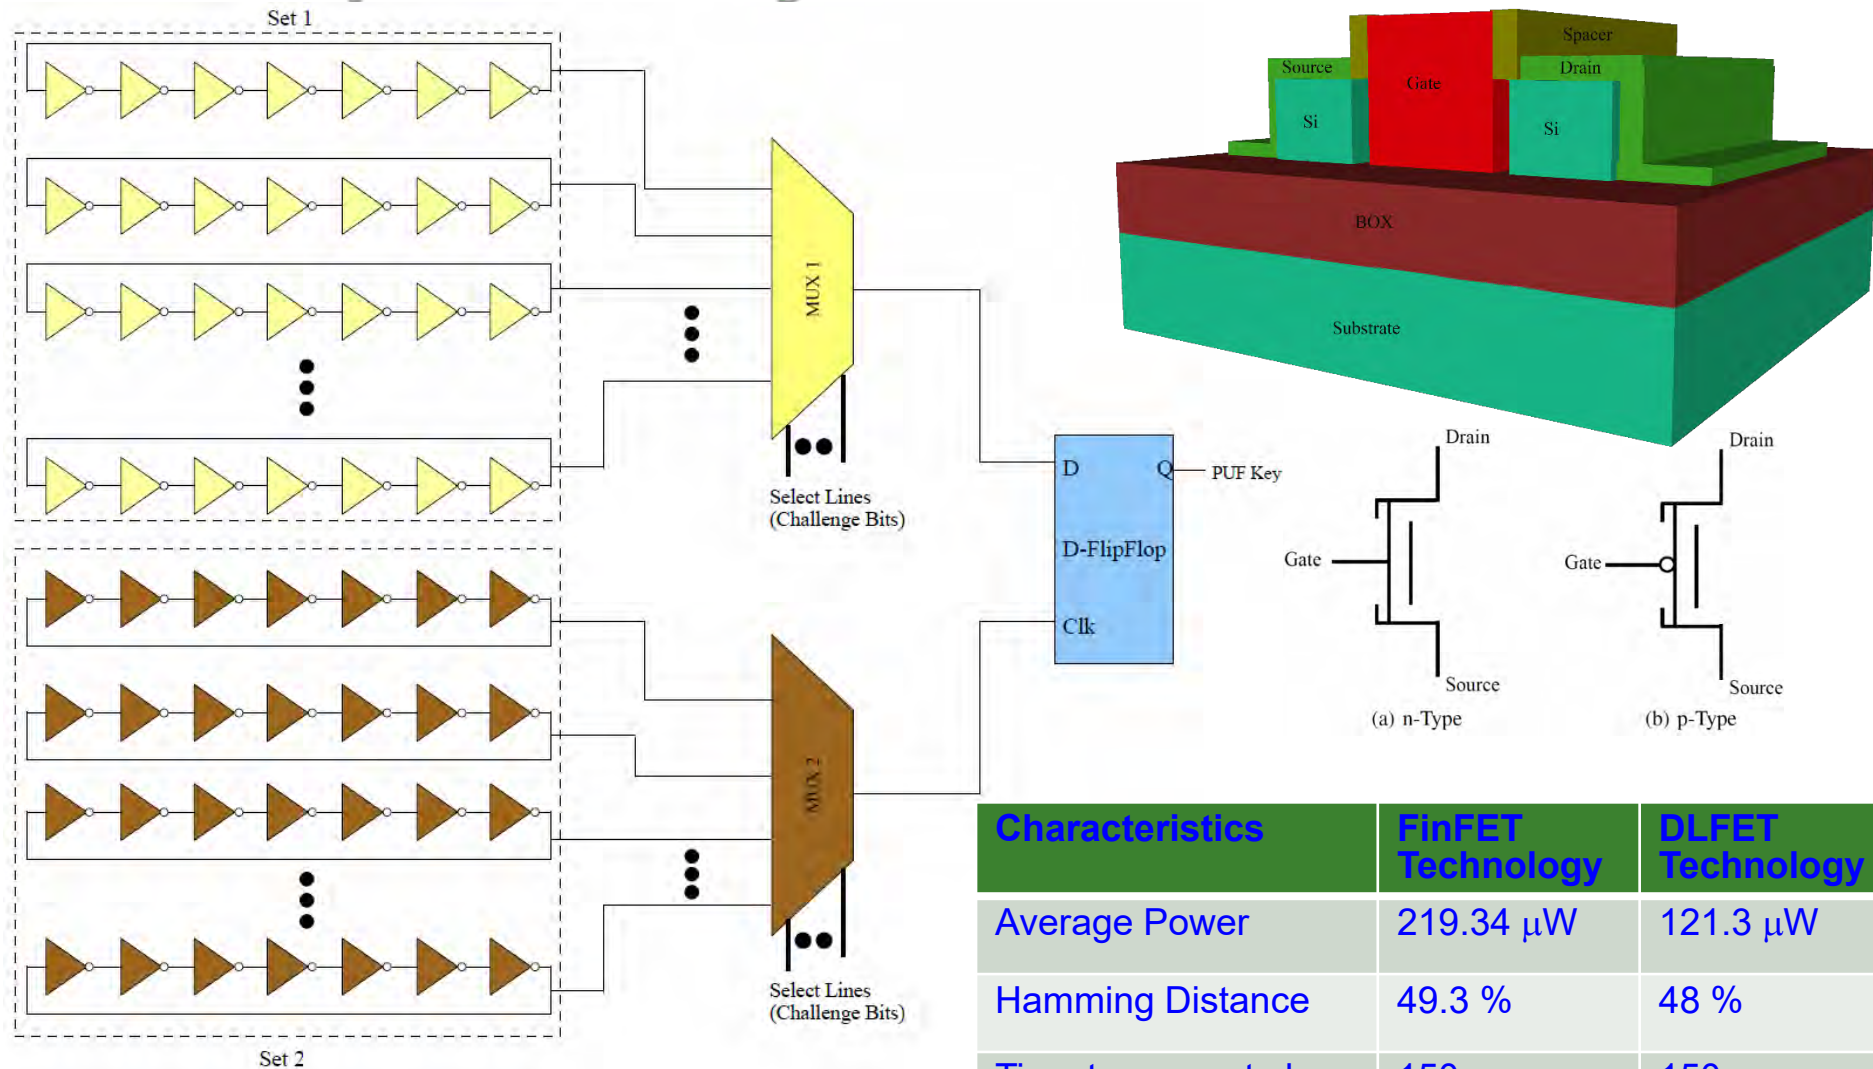 Set 1
MUX 1
Select Lines
(Challenge Bits)
D
Q
PUF Key
D-FlipFlop
Clk
MUX 2
Select Lines
(Challenge Bits)
Set 2
Spacer
Source
Drain
Gate
Si
Si
BOX
Substrate
Drain
Gate
Source
(a) n-Type
Drain
Gate
Source
(b) p-Type
Characteristics FinFET Technology DLFET Technology
Average Power 219.34 μW 121.3 μW
Hamming Distance 49.3 % 48 %